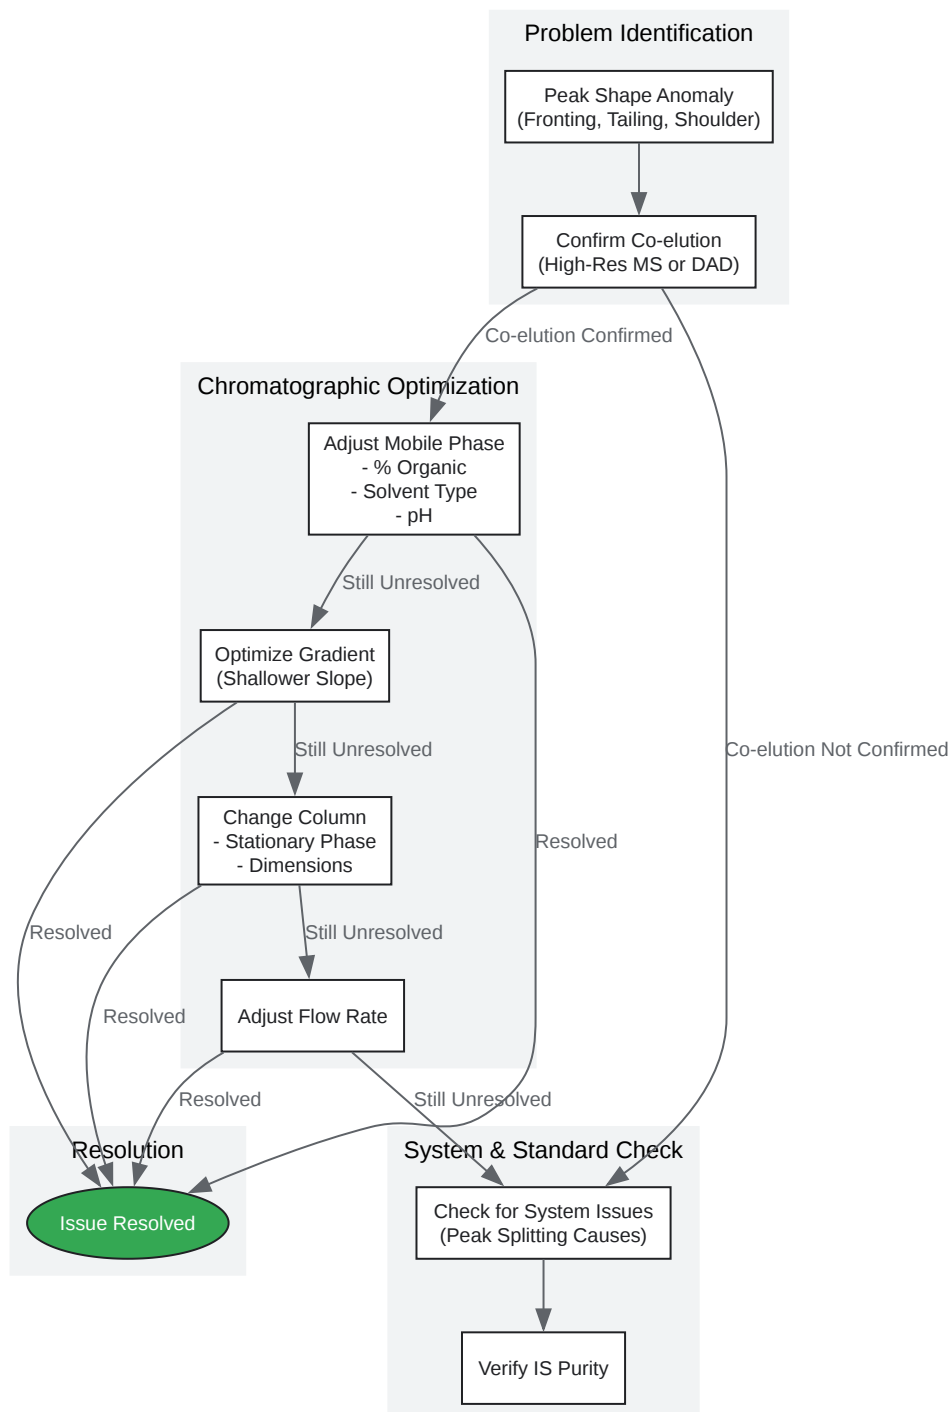 Problem Identification
Peak Shape Anomaly
(Fronting, Tailing, Shoulder)
Confirm Co-elution
(High-Res MS or DAD)
Co-elution Confirmed
Chromatographic Optimization
Adjust Mobile Phase
- % Organic
- Solvent Type
- pH
Still Unresolved
Optimize Gradient
(Shallower Slope)
Still Unresolved
Co-elution Not Confirmed
Change Column
- Stationary Phase
- Dimensions
Resolved
Resolved
Still Unresolved
Resolved
Adjust Flow Rate
Resolved
Still Unresolved
Resolution
System & Standard Check
Issue Resolved
Check for System Issues
(Peak Splitting Causes)
Verify IS Purity